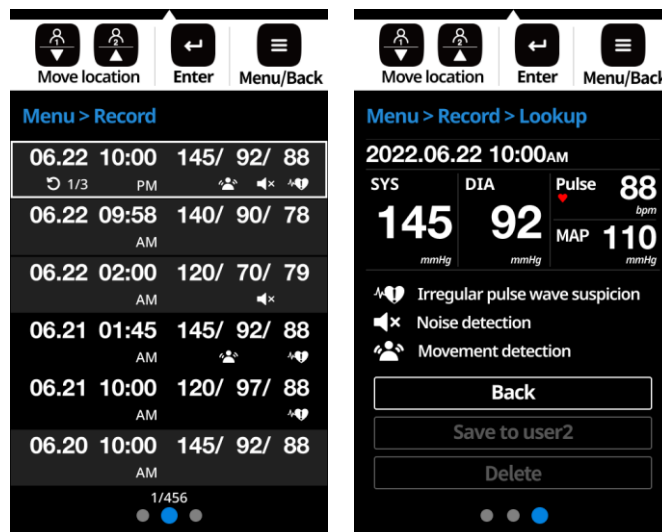 1
2
Move location
Enter
Menu/Back
Menu > Record
06.22 10:00 145/ 92/ 88
1/3 PM
06.22 09:58 140/ 90/ 78
AM
06.22 02:00 120/ 70/ 79
AM
06.21 01:45 145/ 92/ 88
AM
06.21 10:00 120/ 97/ 88
AM
06.20 10:00 145/ 92/ 88
AM
1/456
1
2
Move location
Enter
Menu/Back
Menu > Record > Lookup
2022.06.22 10:00AM
SYS
145
mmHg
DIA
92
mmHg
Pulse 88
bpm
MAP 110
mmHg
Irregular pulse wave suspicion
Noise detection
Movement detection
Back
Save to user2
Delete